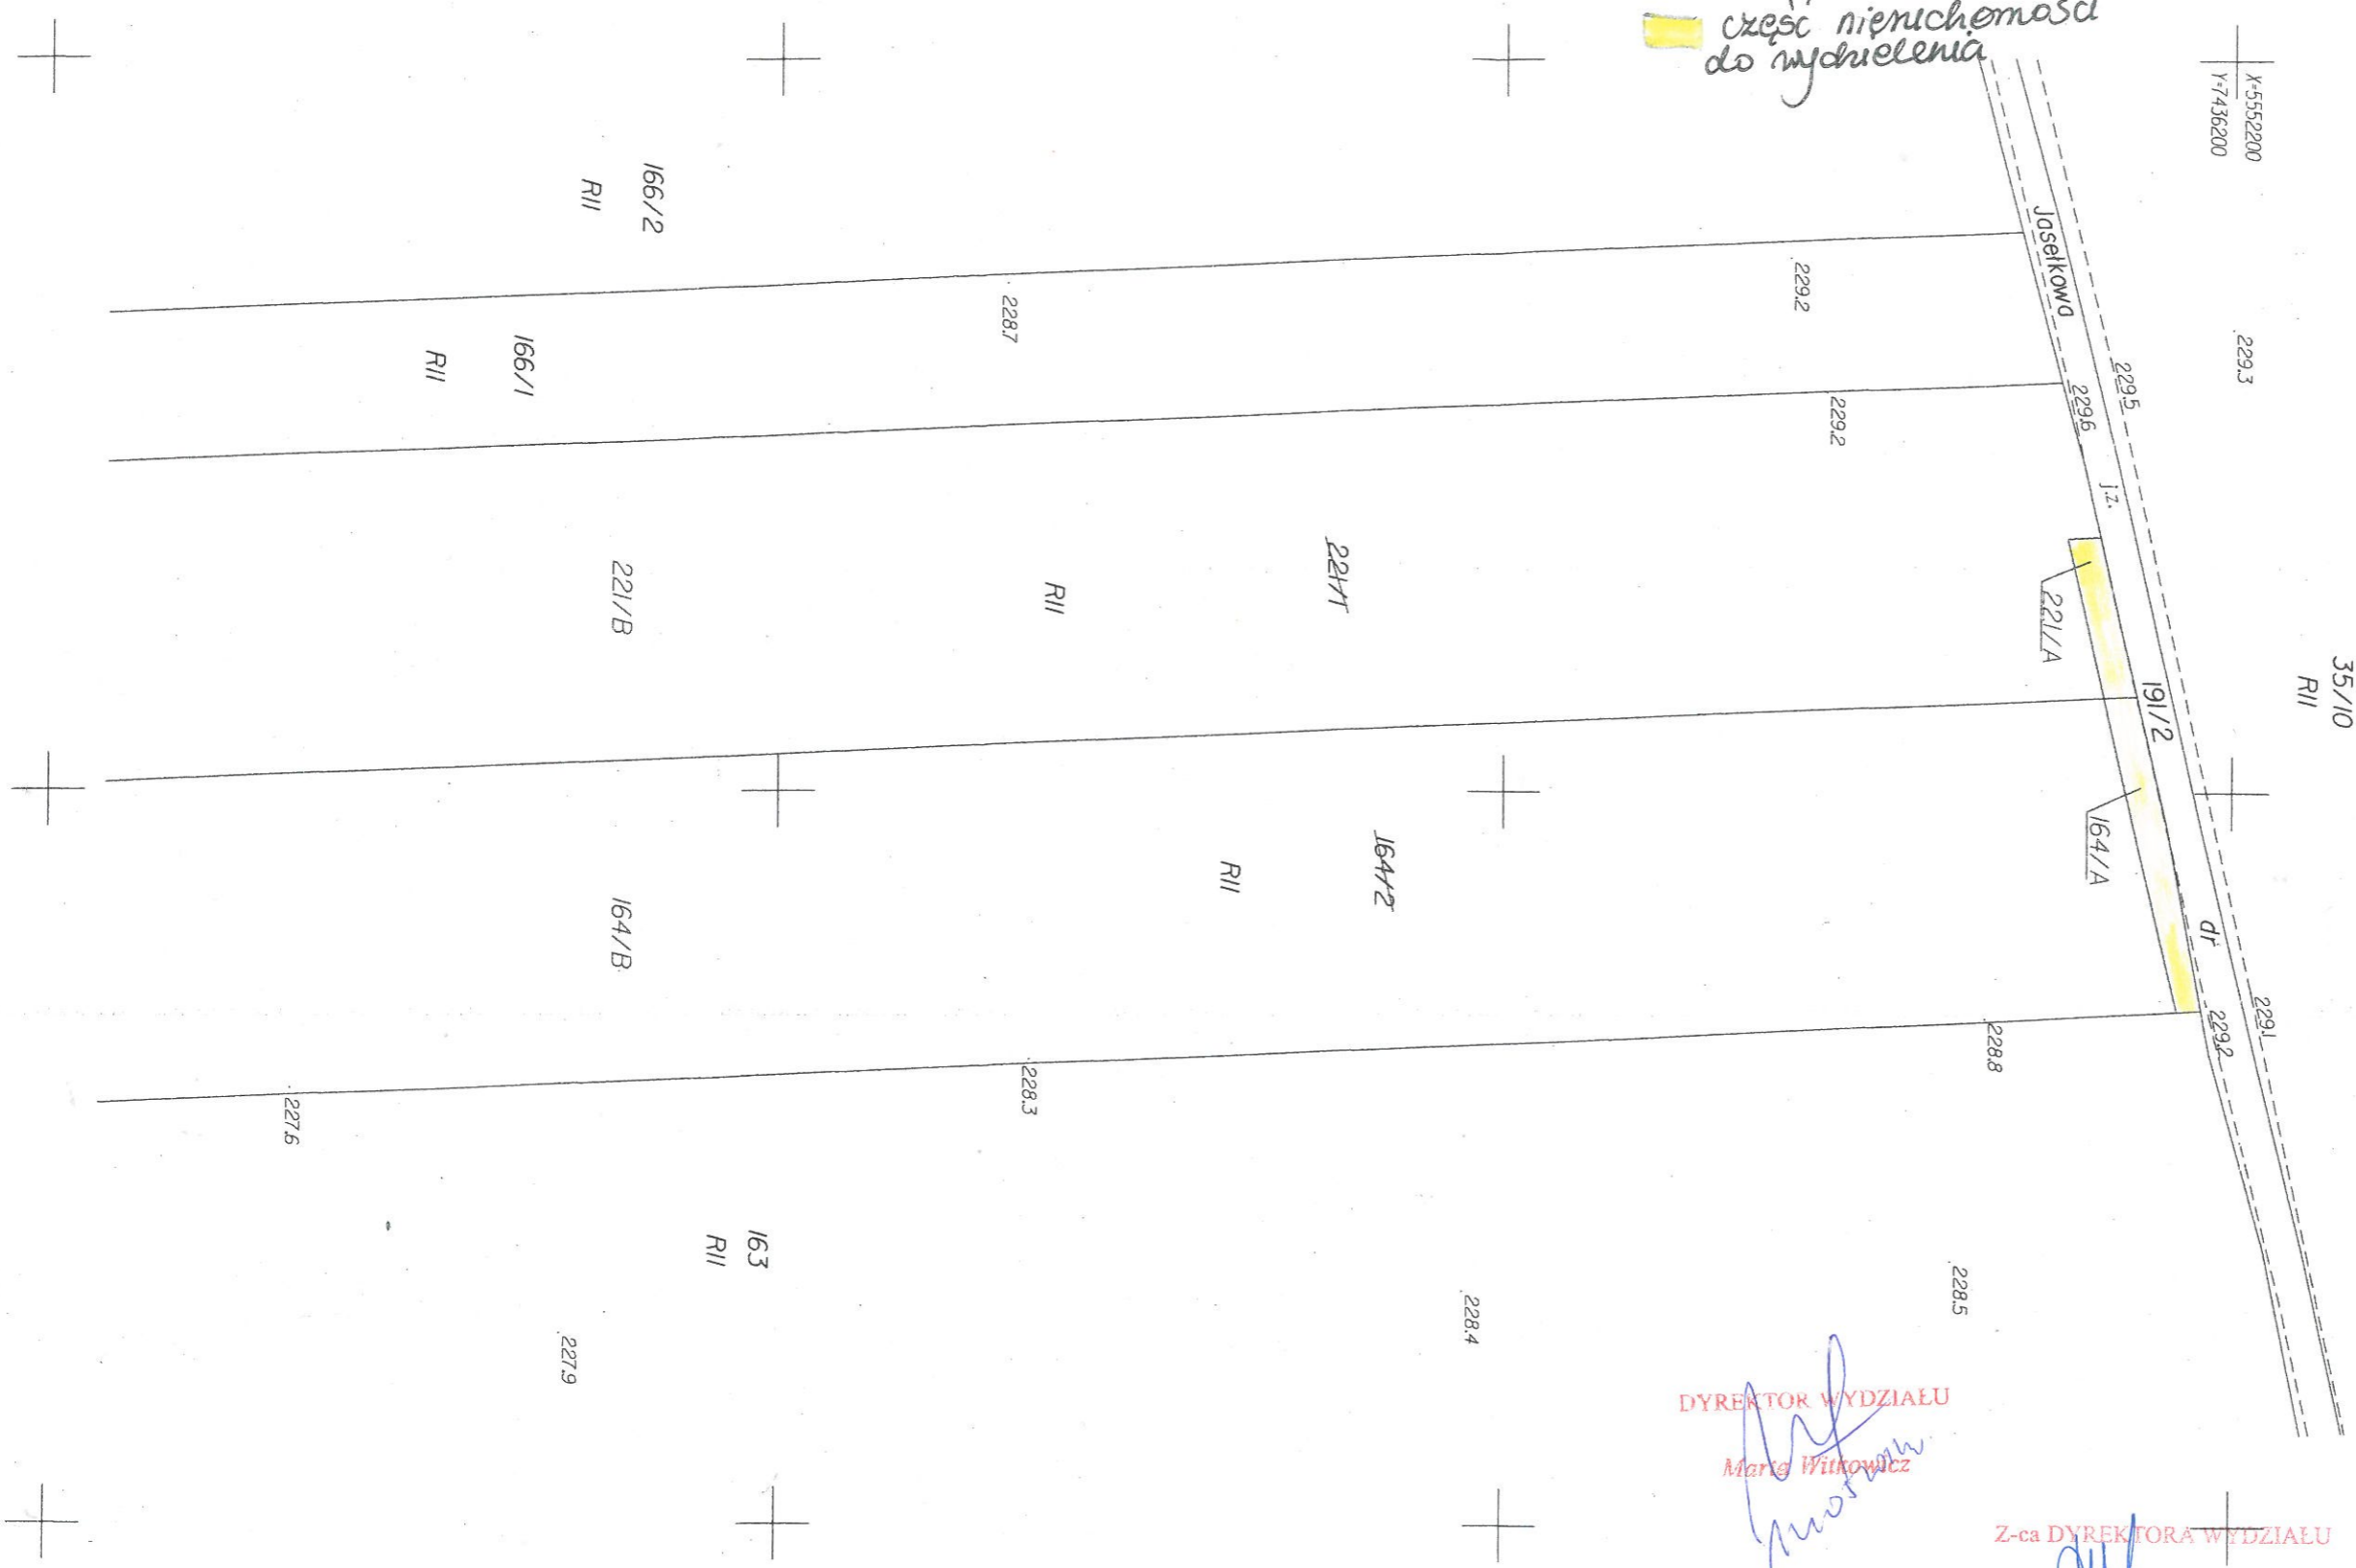 część nieruchomości
do wydzielenia
X=5552200
Y=7436200
229.3
35/10
RII
Jasełkowa
229.5
229.6
j.z.
191/2
dr
229.1
229.2
221/A
164/A
166/2
RII
228.7
229.2
166/1
RII
229.2
221/1
RII
221/B
164/2
RII
164/B
228.8
228.3
227.6
163
RII
228.5
228.4
227.9
DYREKTOR WYDZIAŁU
Maria Witkowicz
Z-ca DYREKTORA WYDZIAŁU